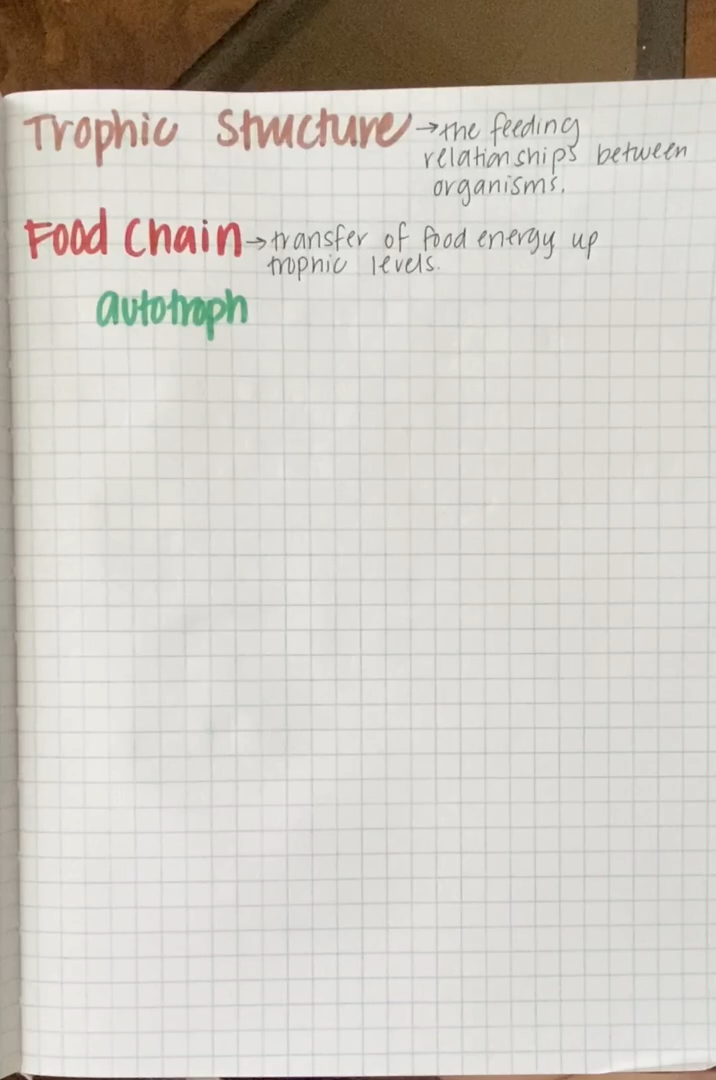 Trophic Structure → the feeding
relationships between
organisms.
Food Chain → transfer of food energy up
trophic levels.
autotroph